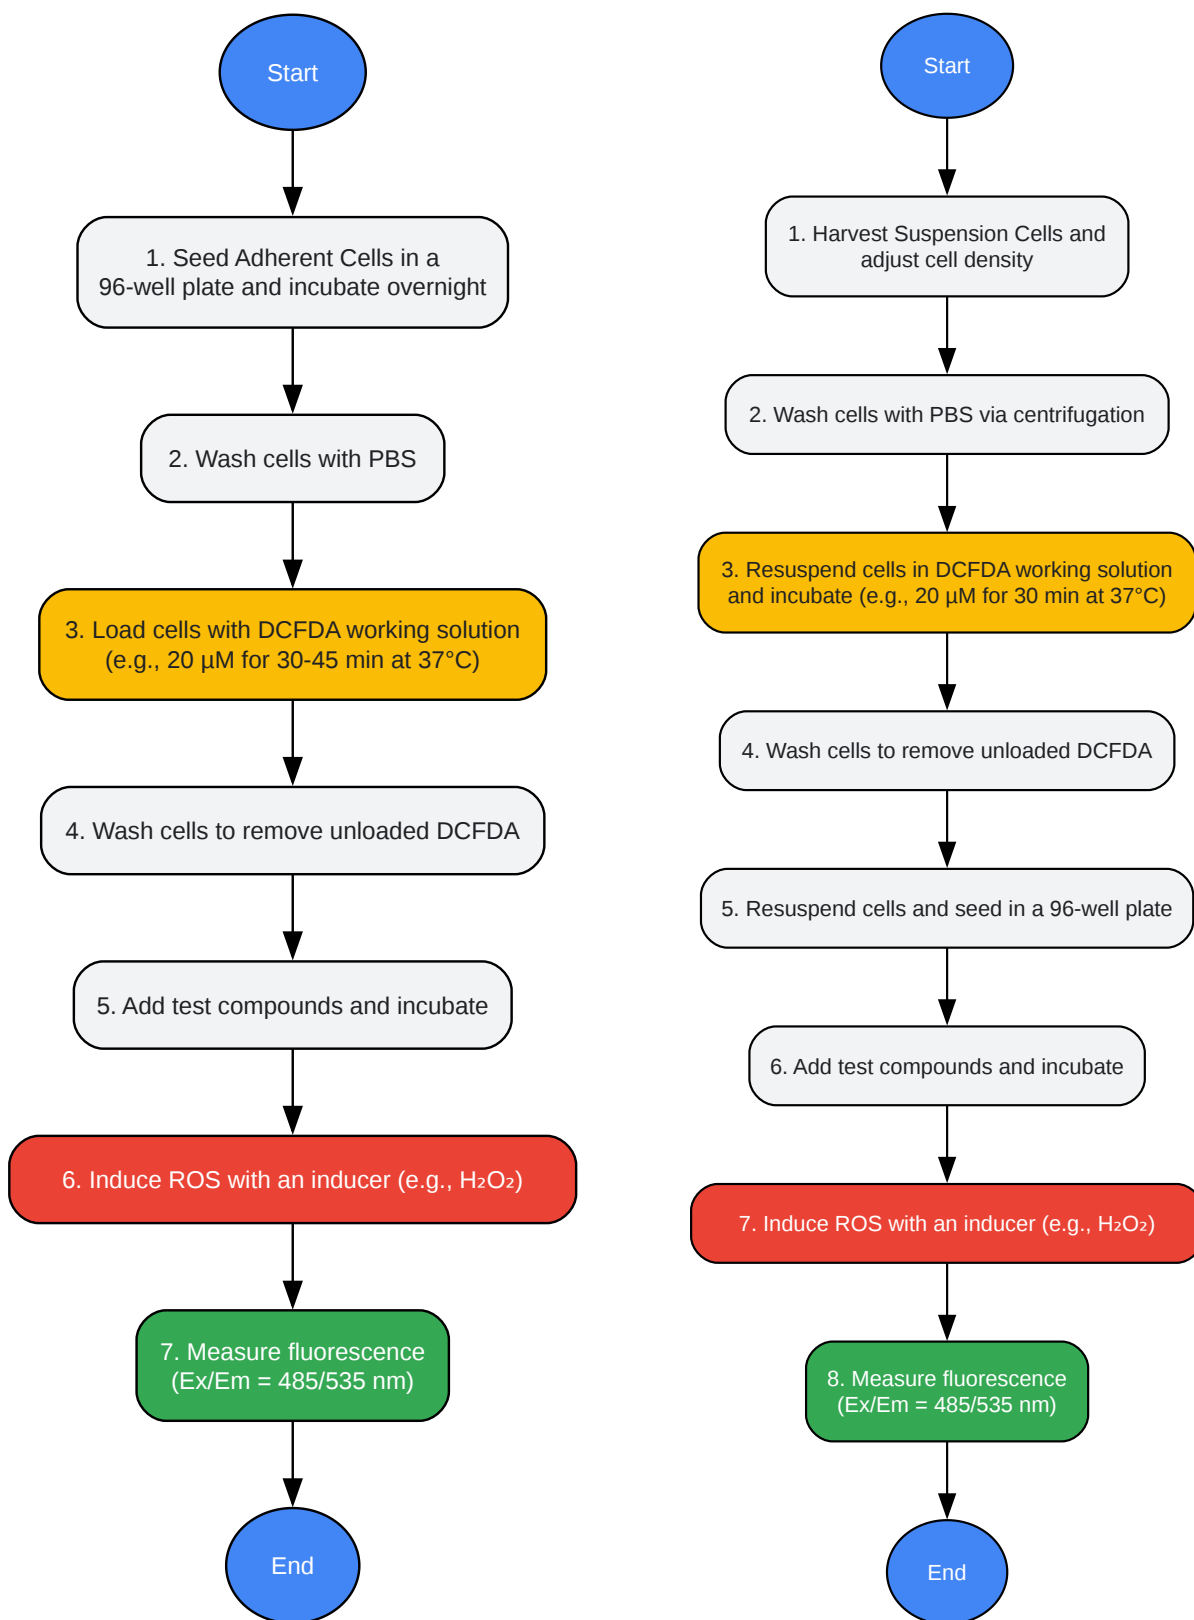 Start
1. Seed Adherent Cells in a
96-well plate and incubate overnight
2. Wash cells with PBS
3. Load cells with DCFDA working solution
(e.g., 20 µM for 30-45 min at 37°C)
4. Wash cells to remove unloaded DCFDA
5. Add test compounds and incubate
6. Induce ROS with an inducer (e.g., H₂O₂)
7. Measure fluorescence
(Ex/Em = 485/535 nm)
End
Start
1. Harvest Suspension Cells and
adjust cell density
2. Wash cells with PBS via centrifugation
3. Resuspend cells in DCFDA working solution
and incubate (e.g., 20 µM for 30 min at 37°C)
4. Wash cells to remove unloaded DCFDA
5. Resuspend cells and seed in a 96-well plate
6. Add test compounds and incubate
7. Induce ROS with an inducer (e.g., H₂O₂)
8. Measure fluorescence
(Ex/Em = 485/535 nm)
End